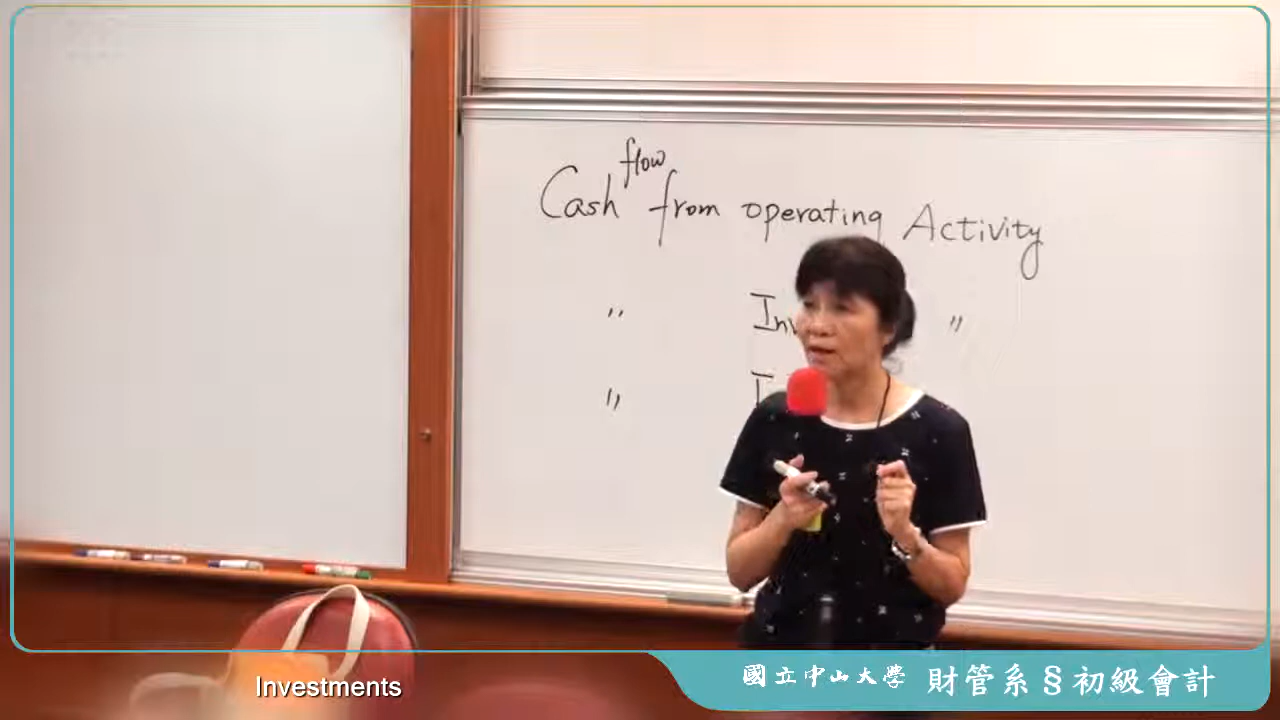 flow
Cash from operating Activity
" Inv "
"
Investments
國立中山大學 財管系§初級會計